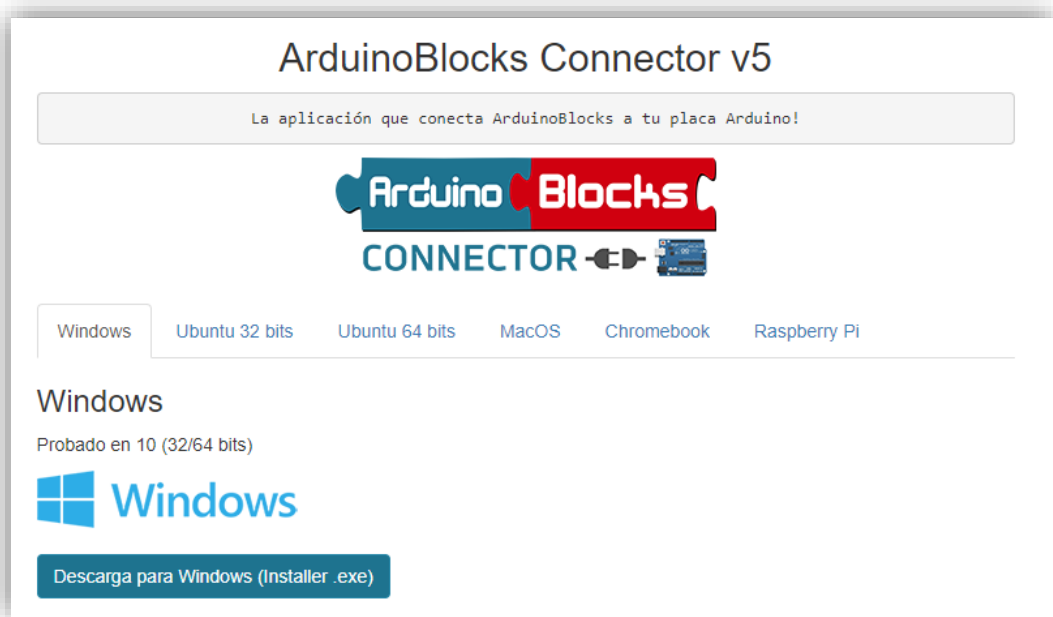 ArduinoBlocks Connector v5
La aplicación que conecta ArduinoBlocks a tu placa Arduino!
Arduino Blocks
CONNECTOR
Windows Ubuntu 32 bits Ubuntu 64 bits MacOS Chromebook Raspberry Pi
Windows
Probado en 10 (32/64 bits)
Windows
Descarga para Windows (Installer .exe)